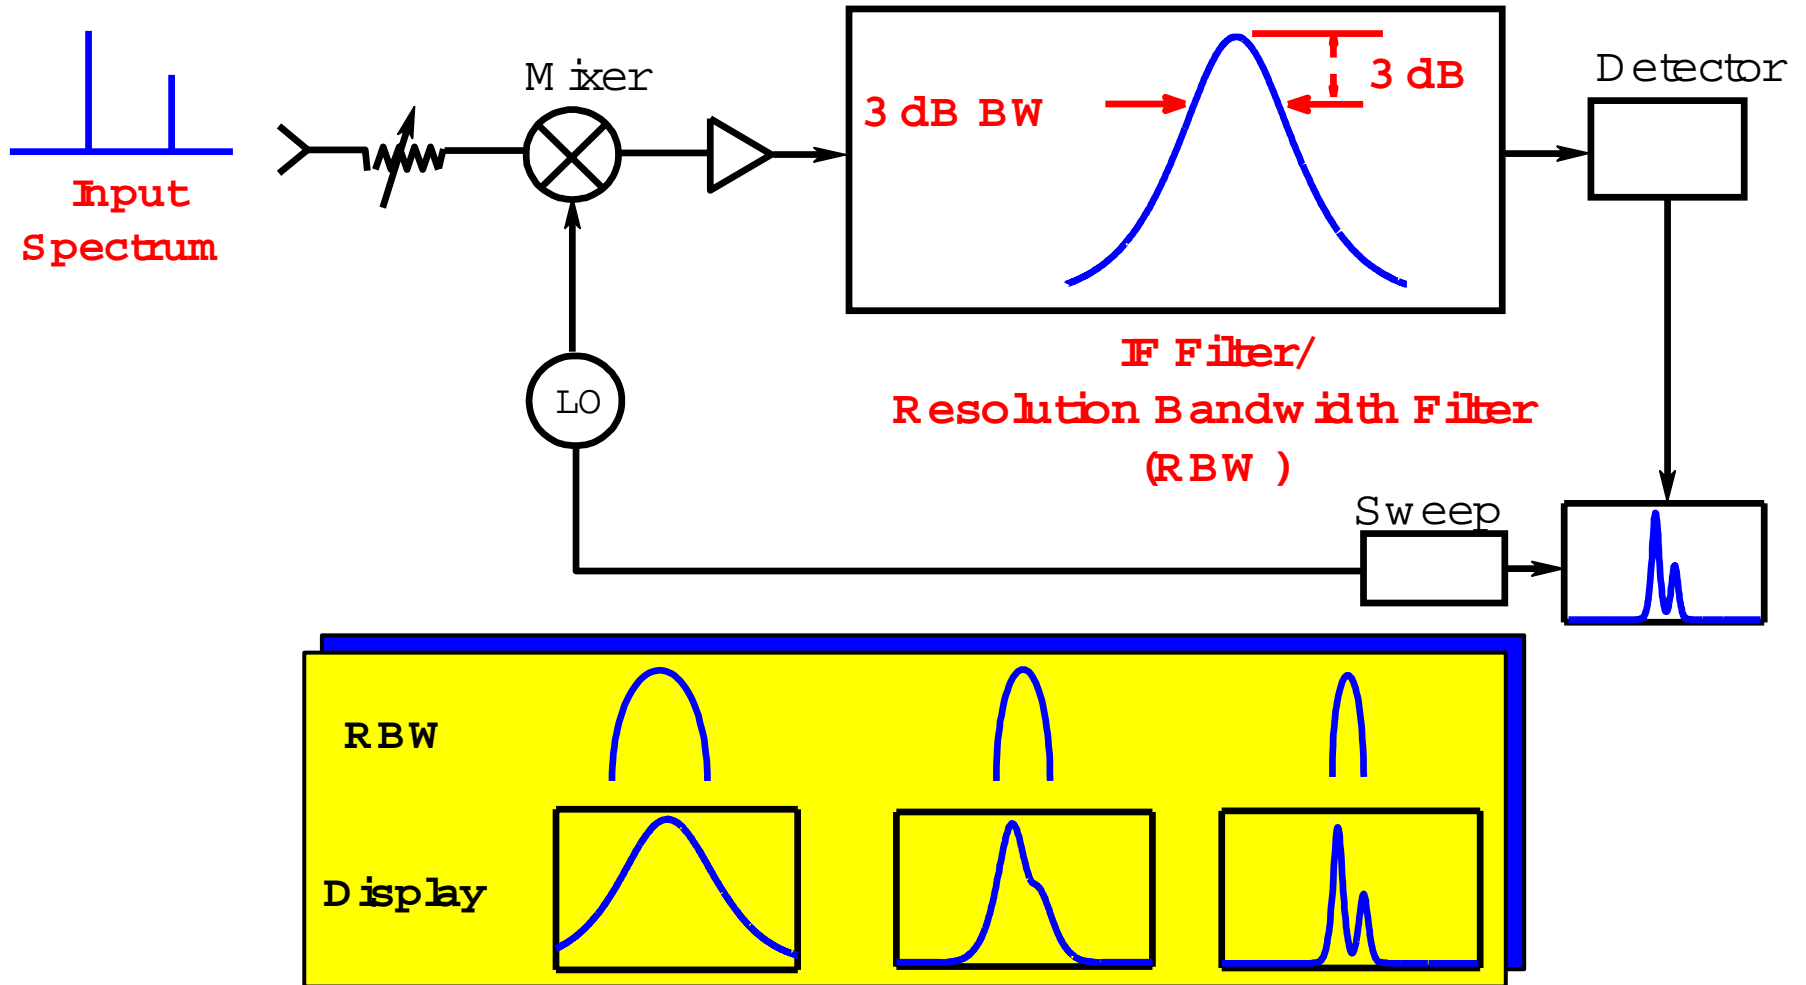 Mixer
Detector
3 dB
3 dB BW
Input
Spectrum
IF Filter/
Resolution Bandwidth Filter
(RBW)
LO
Sweep
RBW
Display